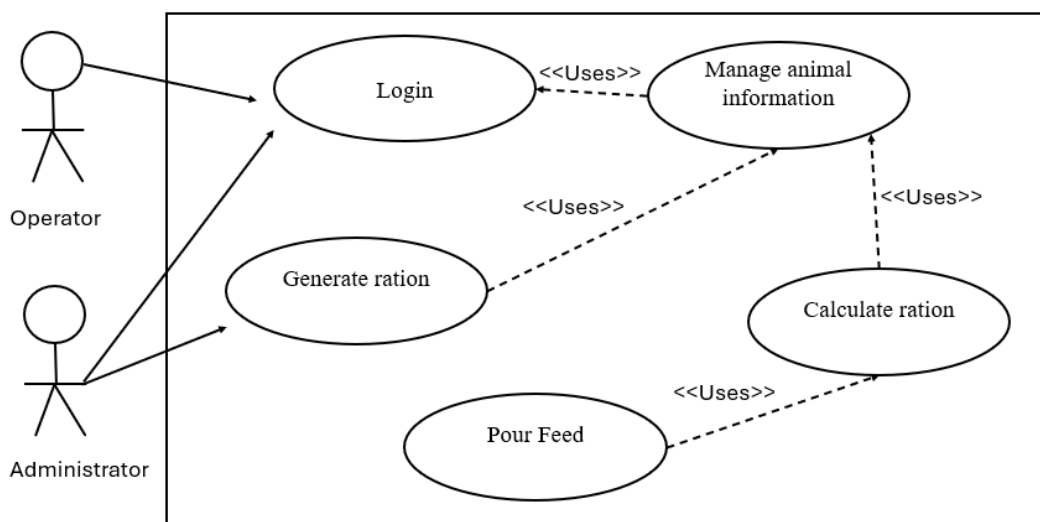 Login
<<Uses>>
Manage animal
information
<<Uses>>
<<Uses>>
Operator
Generate ration
Calculate ration
<<Uses>>
Pour Feed
Administrator